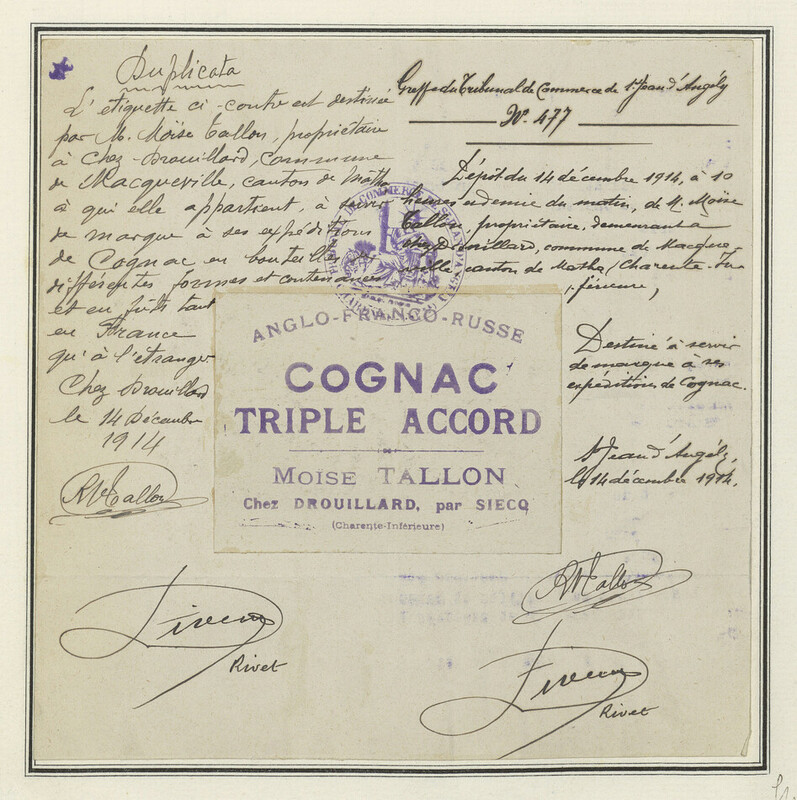 Duplicata
L'étiquette ci-contre est destinée
par M. Moïse Tallon, propriétaire
à Chez-Drouillard, commune
de Macqueville, canton de Matha
à qui elle appartient, à servir
de marque à ses expéditions
de Cognac en bouteilles de
différentes formes et contenances
et en fûts tant
en France
qu'à l'étranger
Chez Drouillard
le 14 Décembre
1914
RMTallon
Greffe du Tribunal de Commerce de St Jean d'Angély
No. 477
Dépôt du 14 décembre 1914, à 10
heures et demie du matin, de M. Moïse
Tallon, propriétaire, demeurant à
Chez Drouillard, commune de Macque-
ville canton de Matha (Charente-In-
férieure,
Destiné à servir
de marque à ses
expéditions de Cognac.
St Jean d'Angély,
le 14 décembre 1914.
ANGLO-FRANCO-RUSSE
COGNAC
TRIPLE ACCORD
MOÏSE TALLON
Chez DROUILLARD, par SIECQ
(Charente-Inférieure)
RMTallon
Rivet
Rivet